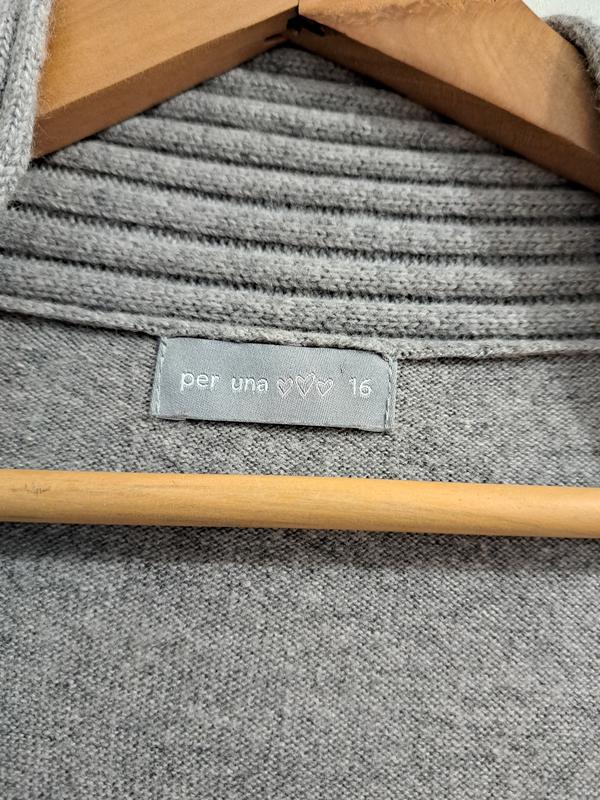 per una ♡♡♡ 16